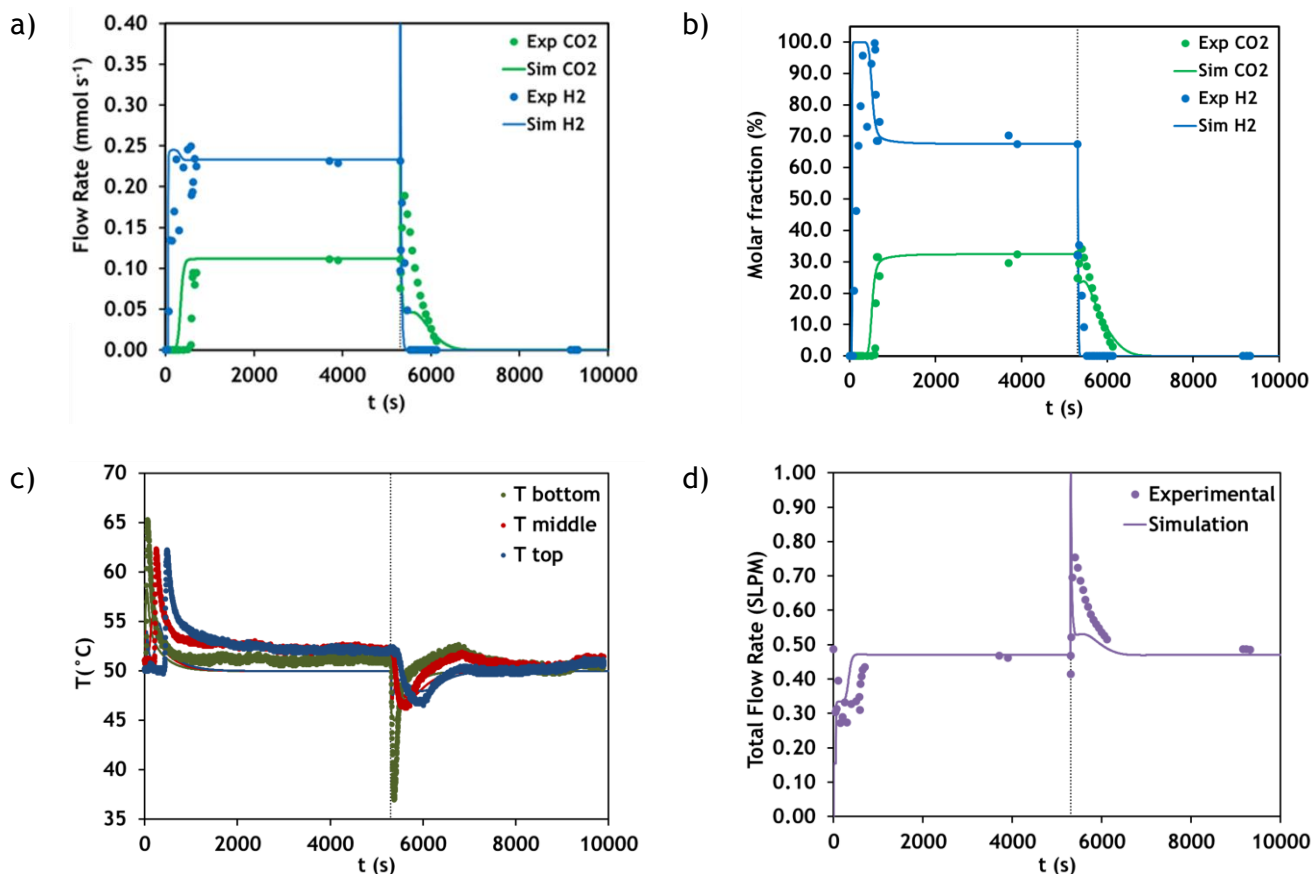 a)
Flow Rate (mmol s⁻¹)
0.40
0.35
0.30
0.25
0.20
0.15
0.10
0.05
0.00
0 2000 4000 6000 8000 10000
t (s)
Exp CO2
Sim CO2
Exp H2
Sim H2
b)
Molar fraction (%)
100.0
90.0
80.0
70.0
60.0
50.0
40.0
30.0
20.0
10.0
0.0
0 2000 4000 6000 8000 10000
t (s)
Exp CO2
Sim CO2
Exp H2
Sim H2
c)
T(°C)
70
65
60
55
50
45
40
35
0 2000 4000 6000 8000 10000
t (s)
T bottom
T middle
T top
d)
Total Flow Rate (SLPM)
1.00
0.90
0.80
0.70
0.60
0.50
0.40
0.30
0.20
0.10
0.00
0 2000 4000 6000 8000 10000
t (s)
Experimental
Simulation